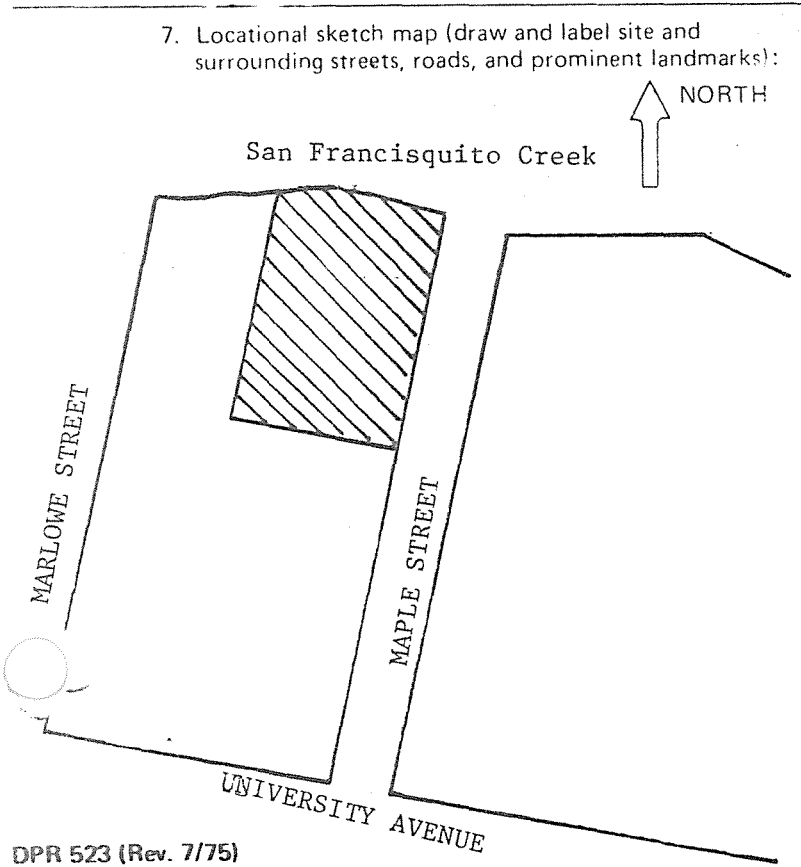 7. Locational sketch map (draw and label site and
surrounding streets, roads, and prominent landmarks):
NORTH
San Francisquito Creek
MARLOWE STREET
MAPLE STREET
UNIVERSITY AVENUE
DPR 523 (Rev. 7/75)